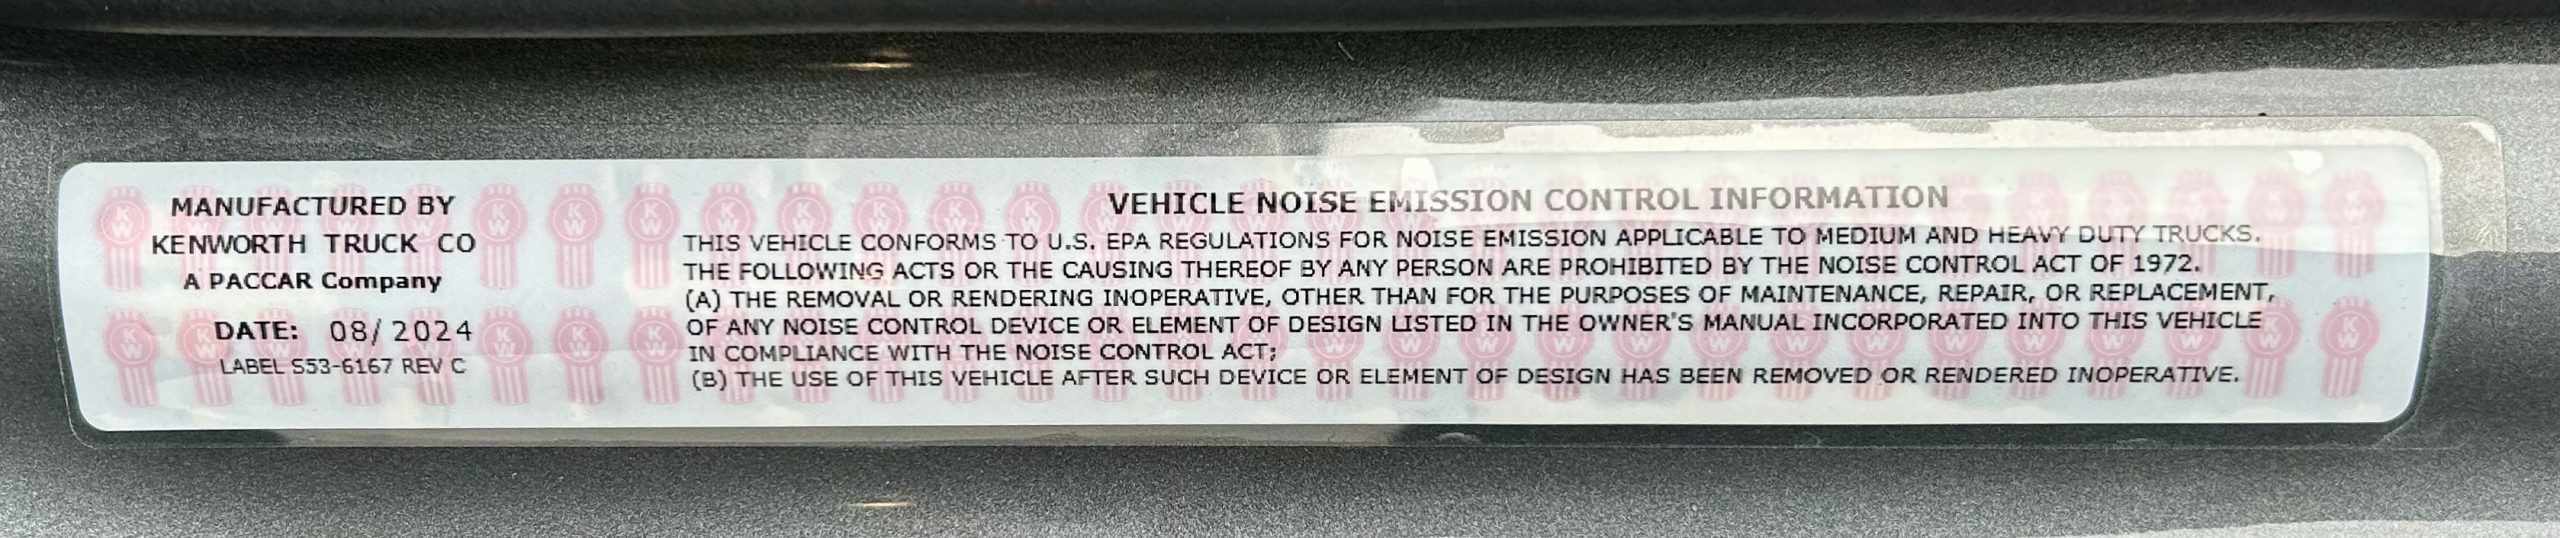 MANUFACTURED BY
KENWORTH TRUCK CO
A PACCAR Company
DATE: 08/ 2024
LABEL S53-6167 REV C
VEHICLE NOISE EMISSION CONTROL INFORMATION
THIS VEHICLE CONFORMS TO U.S. EPA REGULATIONS FOR NOISE EMISSION APPLICABLE TO MEDIUM AND HEAVY DUTY TRUCKS.
THE FOLLOWING ACTS OR THE CAUSING THEREOF BY ANY PERSON ARE PROHIBITED BY THE NOISE CONTROL ACT OF 1972.
(A) THE REMOVAL OR RENDERING INOPERATIVE, OTHER THAN FOR THE PURPOSES OF MAINTENANCE, REPAIR, OR REPLACEMENT,
OF ANY NOISE CONTROL DEVICE OR ELEMENT OF DESIGN LISTED IN THE OWNER'S MANUAL INCORPORATED INTO THIS VEHICLE
IN COMPLIANCE WITH THE NOISE CONTROL ACT;
(B) THE USE OF THIS VEHICLE AFTER SUCH DEVICE OR ELEMENT OF DESIGN HAS BEEN REMOVED OR RENDERED INOPERATIVE.